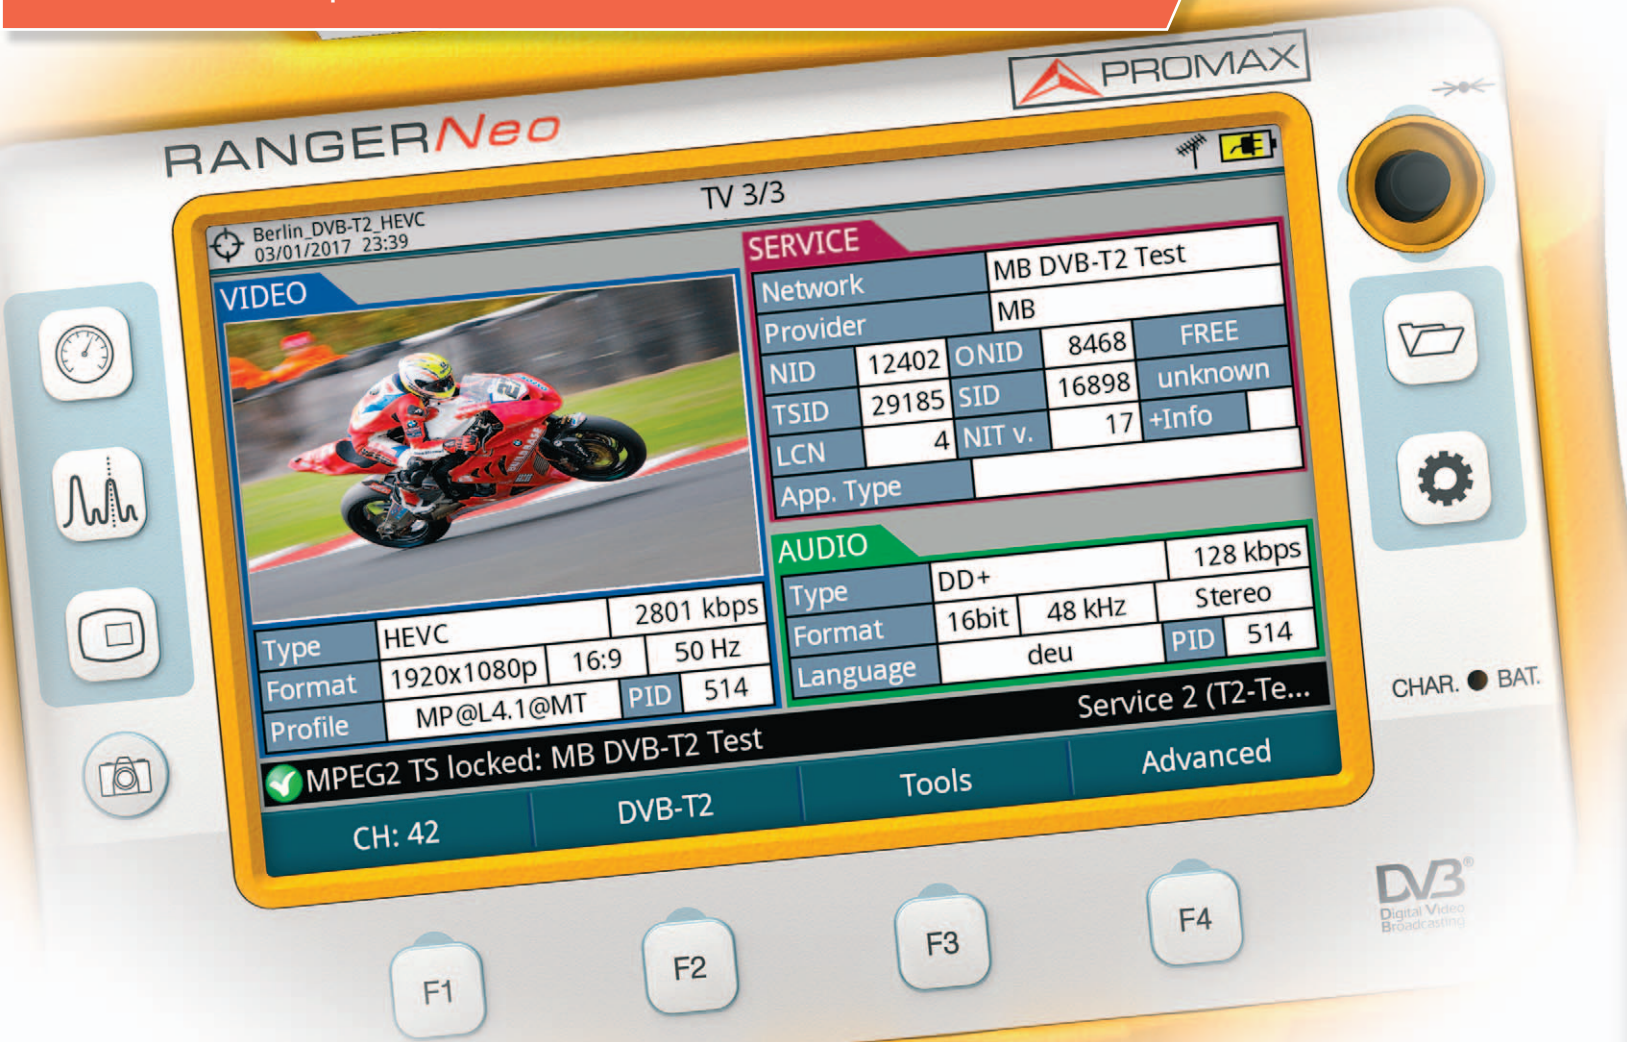 PROMAX
RANGERNeo
TV 3/3
Berlin_DVB-T2_HEVC
03/01/2017 23:39
VIDEO
Type HEVC 2801 kbps
Format 1920x1080p 16:9 50 Hz
Profile MP@L4.1@MT PID 514
SERVICE
Network MB DVB-T2 Test
Provider MB
NID 12402 ONID 8468 FREE
TSID 29185 SID 16898 unknown
LCN 4 NIT v. 17 +Info
App. Type
AUDIO
Type DD+ 128 kbps
Format 16bit 48 kHz Stereo
Language deu PID 514
MPEG2 TS locked: MB DVB-T2 Test Service 2 (T2-Te...
CH: 42 DVB-T2 Tools Advanced
CHAR. BAT.
F1 F2 F3 F4
DVB®
Digital Video
Broadcasting